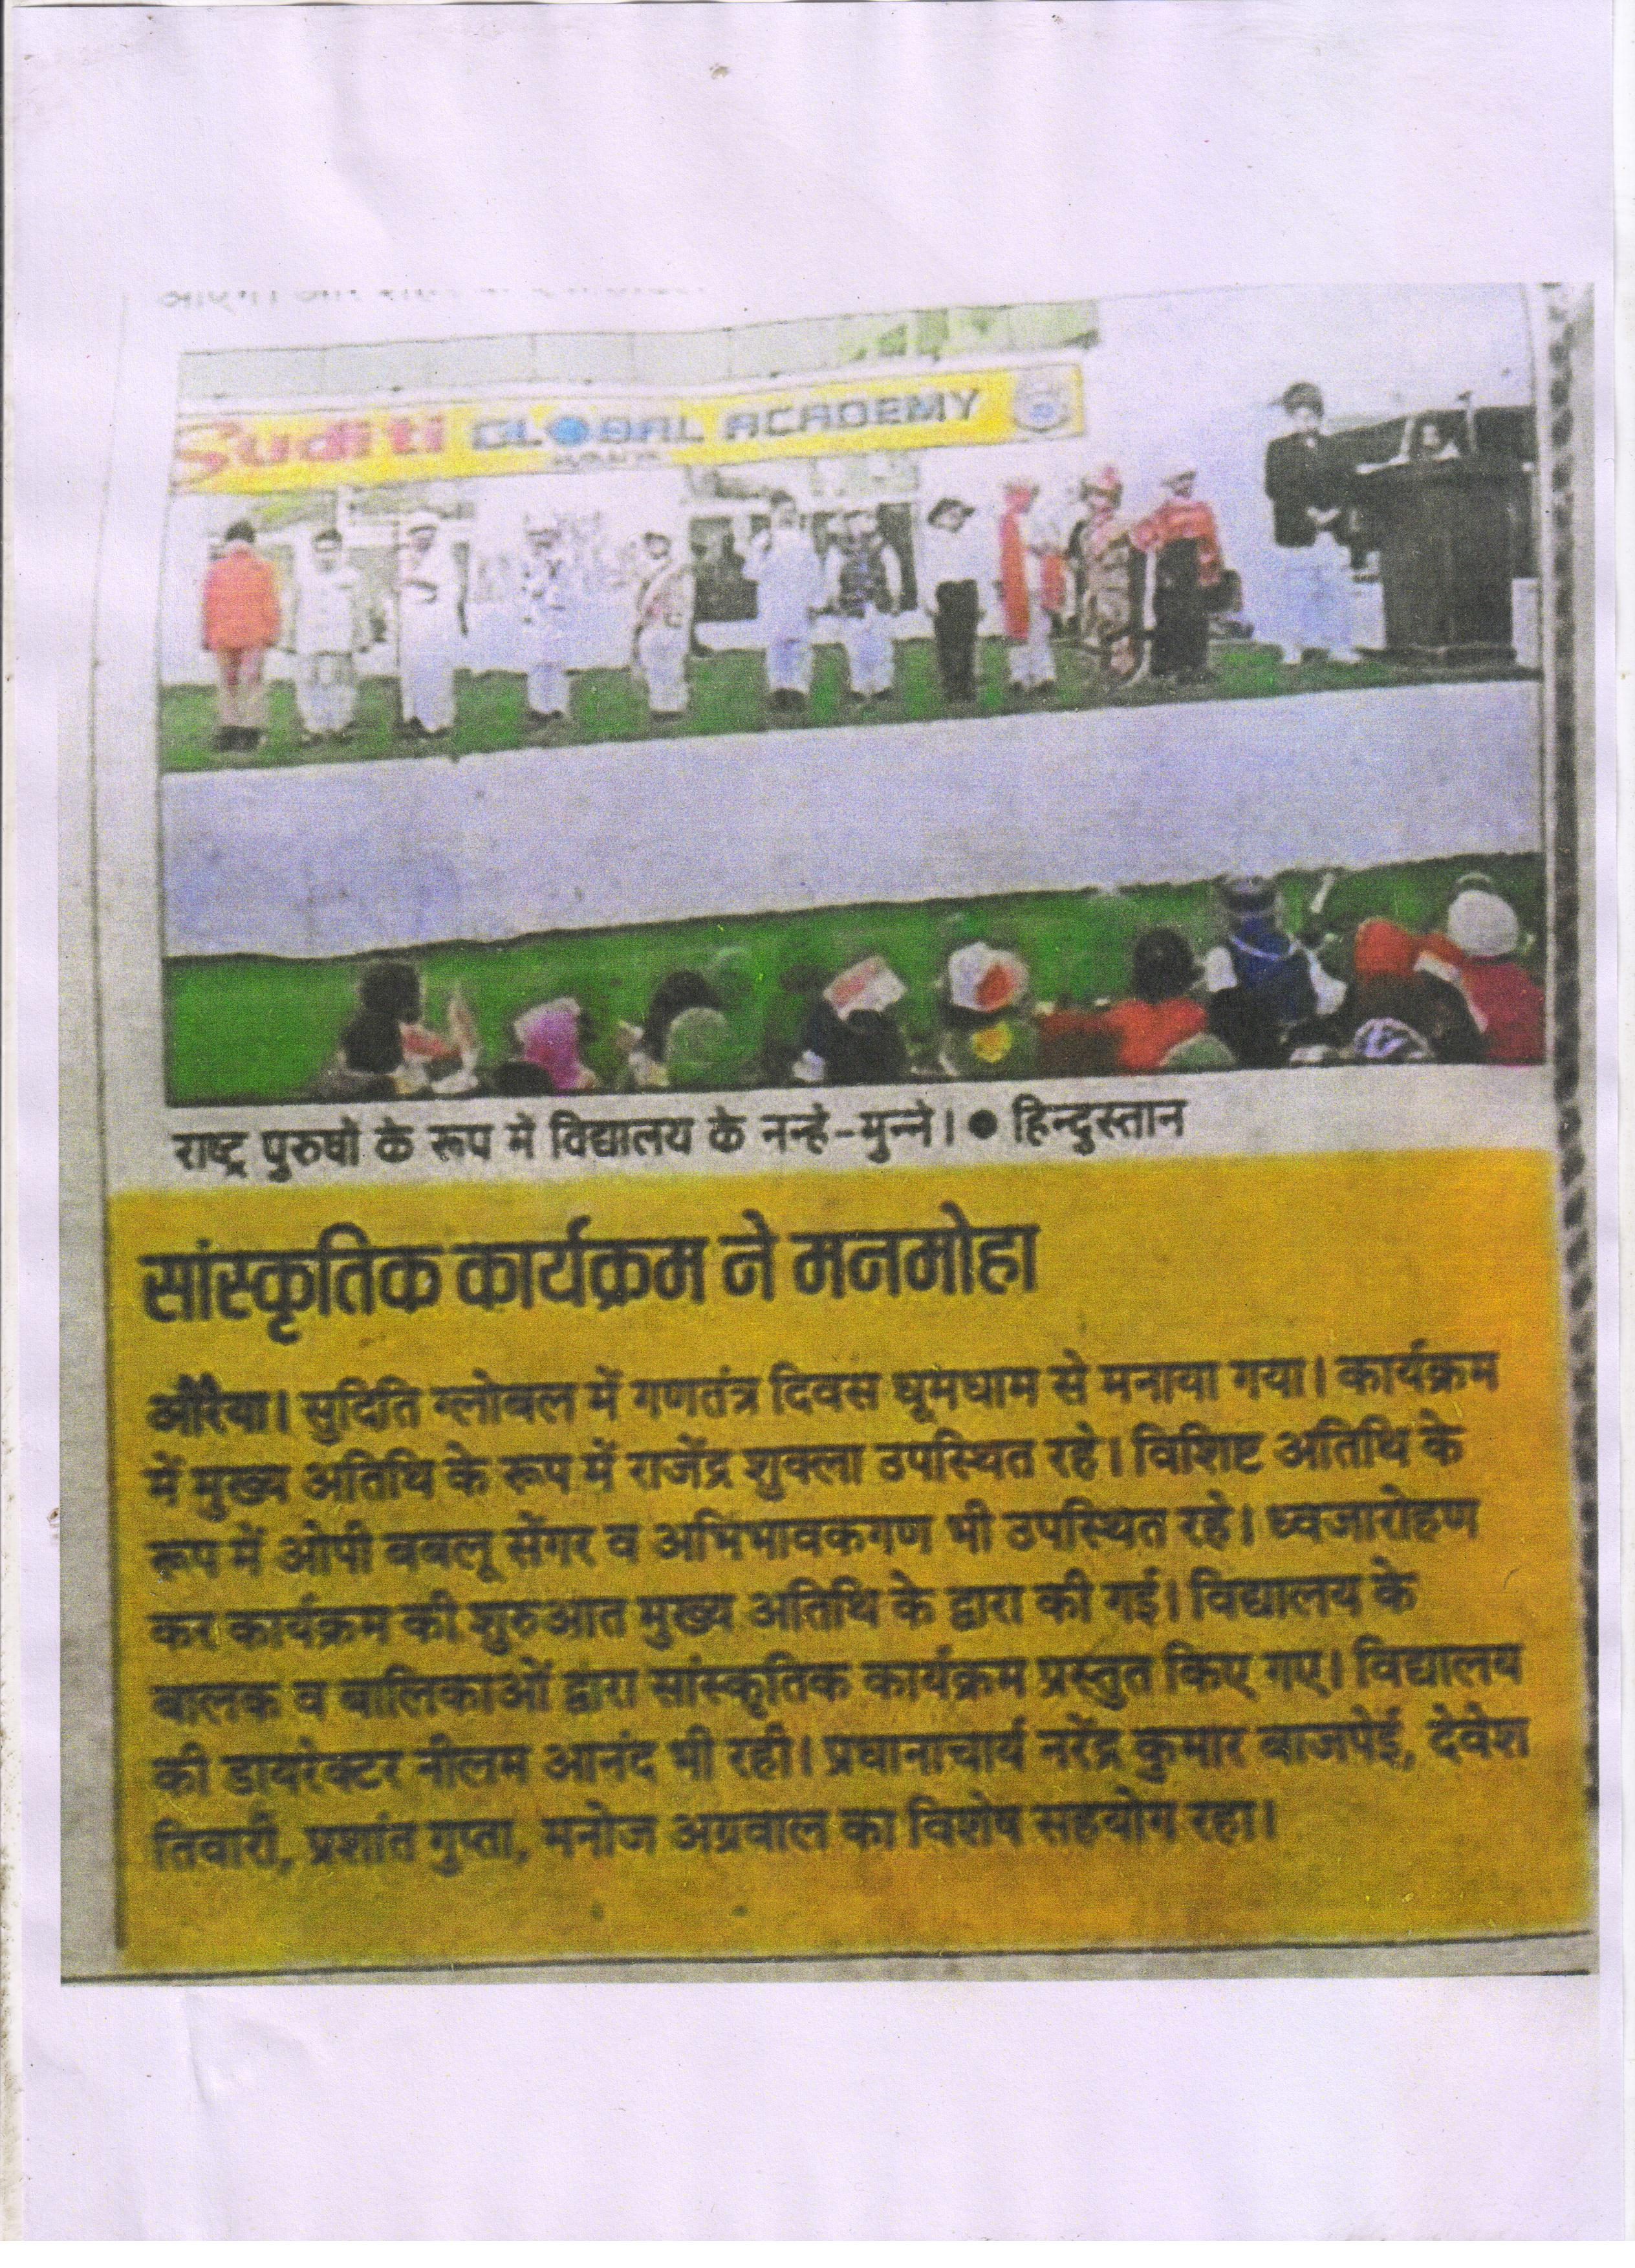 Suditi GLOBAL ACADEMY
राष्ट्र पुरुषों के रूप में विद्यालय के नन्हे-मुन्ने। ● हिन्दुस्तान
सांस्कृतिक कार्यक्रम ने मनमोहा
औरैया। सुदिति ग्लोबल में गणतंत्र दिवस धूमधाम से मनाया गया। कार्यक्रम
में मुख्य अतिथि के रूप में राजेंद्र शुक्ला उपस्थित रहे। विशिष्ट अतिथि के
रूप में ओपी बबलू सेंगर व अभिभावकगण भी उपस्थित रहे। ध्वजारोहण
कर कार्यक्रम की शुरुआत मुख्य अतिथि के द्वारा की गई। विद्यालय के
बालक व बालिकाओं द्वारा सांस्कृतिक कार्यक्रम प्रस्तुत किए गए। विद्यालय
की डायरेक्टर नीलम आनंद भी रही। प्रधानाचार्य नरेंद्र कुमार बाजपेई, देवेश
तिवारी, प्रशांत गुप्ता, मनोज अग्रवाल का विशेष सहयोग रहा।